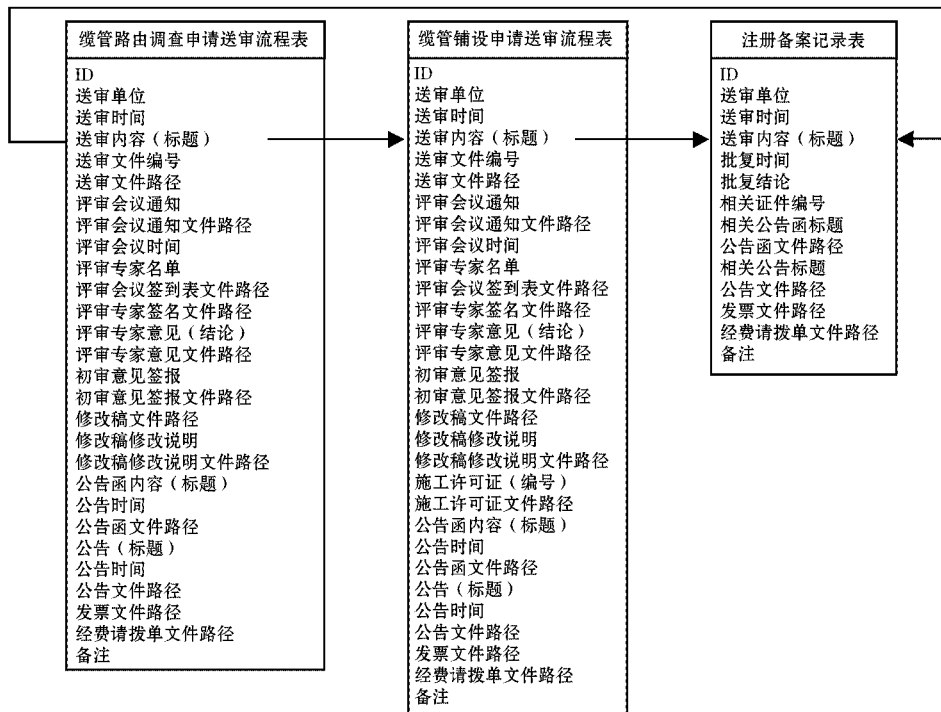 缆管路由调查申请送审流程表
ID
送审单位
送审时间
送审内容（标题）
送审文件编号
送审文件路径
评审会议通知
评审会议通知文件路径
评审会议时间
评审专家名单
评审会议签到表文件路径
评审专家签名文件路径
评审专家意见（结论）
评审专家意见文件路径
初审意见签报
初审意见签报文件路径
修改稿文件路径
修改稿修改说明
修改稿修改说明文件路径
公告函内容（标题）
公告时间
公告函文件路径
公告（标题）
公告时间
公告文件路径
发票文件路径
经费请拨单文件路径
备注
缆管铺设申请送审流程表
ID
送审单位
送审时间
送审内容（标题）
送审文件编号
送审文件路径
评审会议通知
评审会议通知文件路径
评审会议时间
评审专家名单
评审会议签到表文件路径
评审专家签名文件路径
评审专家意见（结论）
评审专家意见文件路径
初审意见签报
初审意见签报文件路径
修改稿文件路径
修改稿修改说明
修改稿修改说明文件路径
施工许可证（编号）
施工许可证文件路径
公告函内容（标题）
公告时间
公告函文件路径
公告（标题）
公告时间
公告文件路径
发票文件路径
经费请拨单文件路径
备注
注册备案记录表
ID
送审单位
送审时间
送审内容（标题）
批复时间
批复结论
相关证件编号
相关公告函标题
公告函文件路径
相关公告标题
公告文件路径
发票文件路径
经费请拨单文件路径
备注